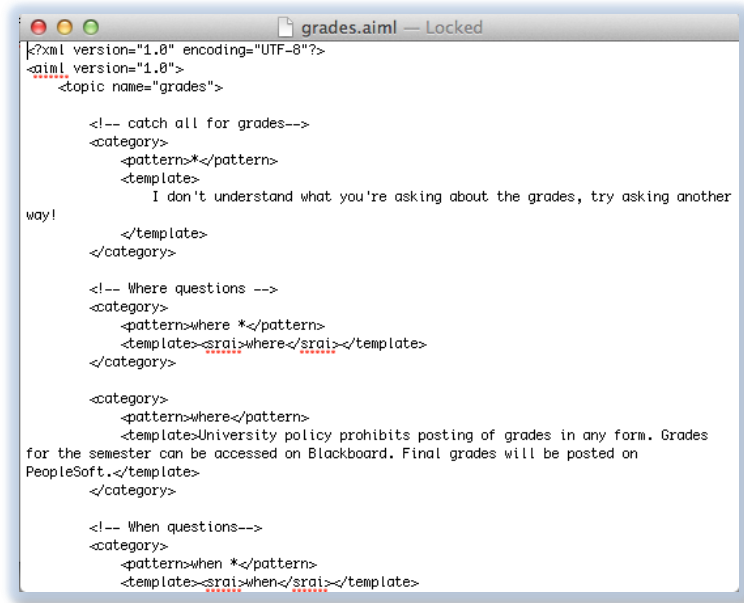 grades.aiml — Locked
<?xml version="1.0" encoding="UTF-8"?>
<aiml version="1.0">
    <topic name="grades">

        <!-- catch all for grades-->
        <category>
            <pattern>*</pattern>
            <template>
                I don't understand what you're asking about the grades, try asking another
way!
            </template>
        </category>

        <!-- Where questions -->
        <category>
            <pattern>where *</pattern>
            <template><srai>where</srai></template>
        </category>

        <category>
            <pattern>where</pattern>
            <template>University policy prohibits posting of grades in any form. Grades
for the semester can be accessed on Blackboard. Final grades will be posted on
PeopleSoft.</template>
        </category>

        <!-- When questions-->
        <category>
            <pattern>when *</pattern>
            <template><srai>when</srai></template>